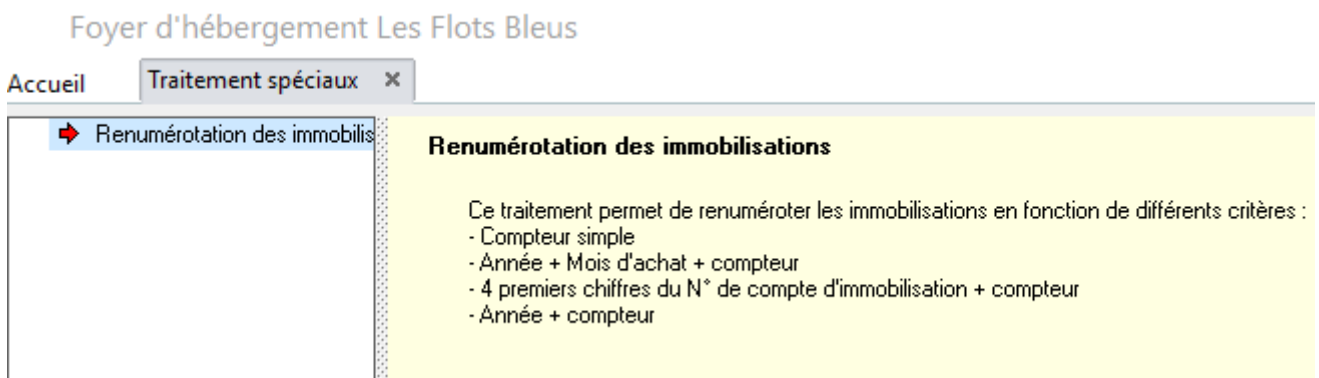 Foyer d'hébergement Les Flots Bleus
Accueil
Traitement spéciaux ×
Renumérotation des immobilis
Renumérotation des immobilisations
Ce traitement permet de renuméroter les immobilisations en fonction de différents critères :
- Compteur simple
- Année + Mois d'achat + compteur
- 4 premiers chiffres du N° de compte d'immobilisation + compteur
- Année + compteur